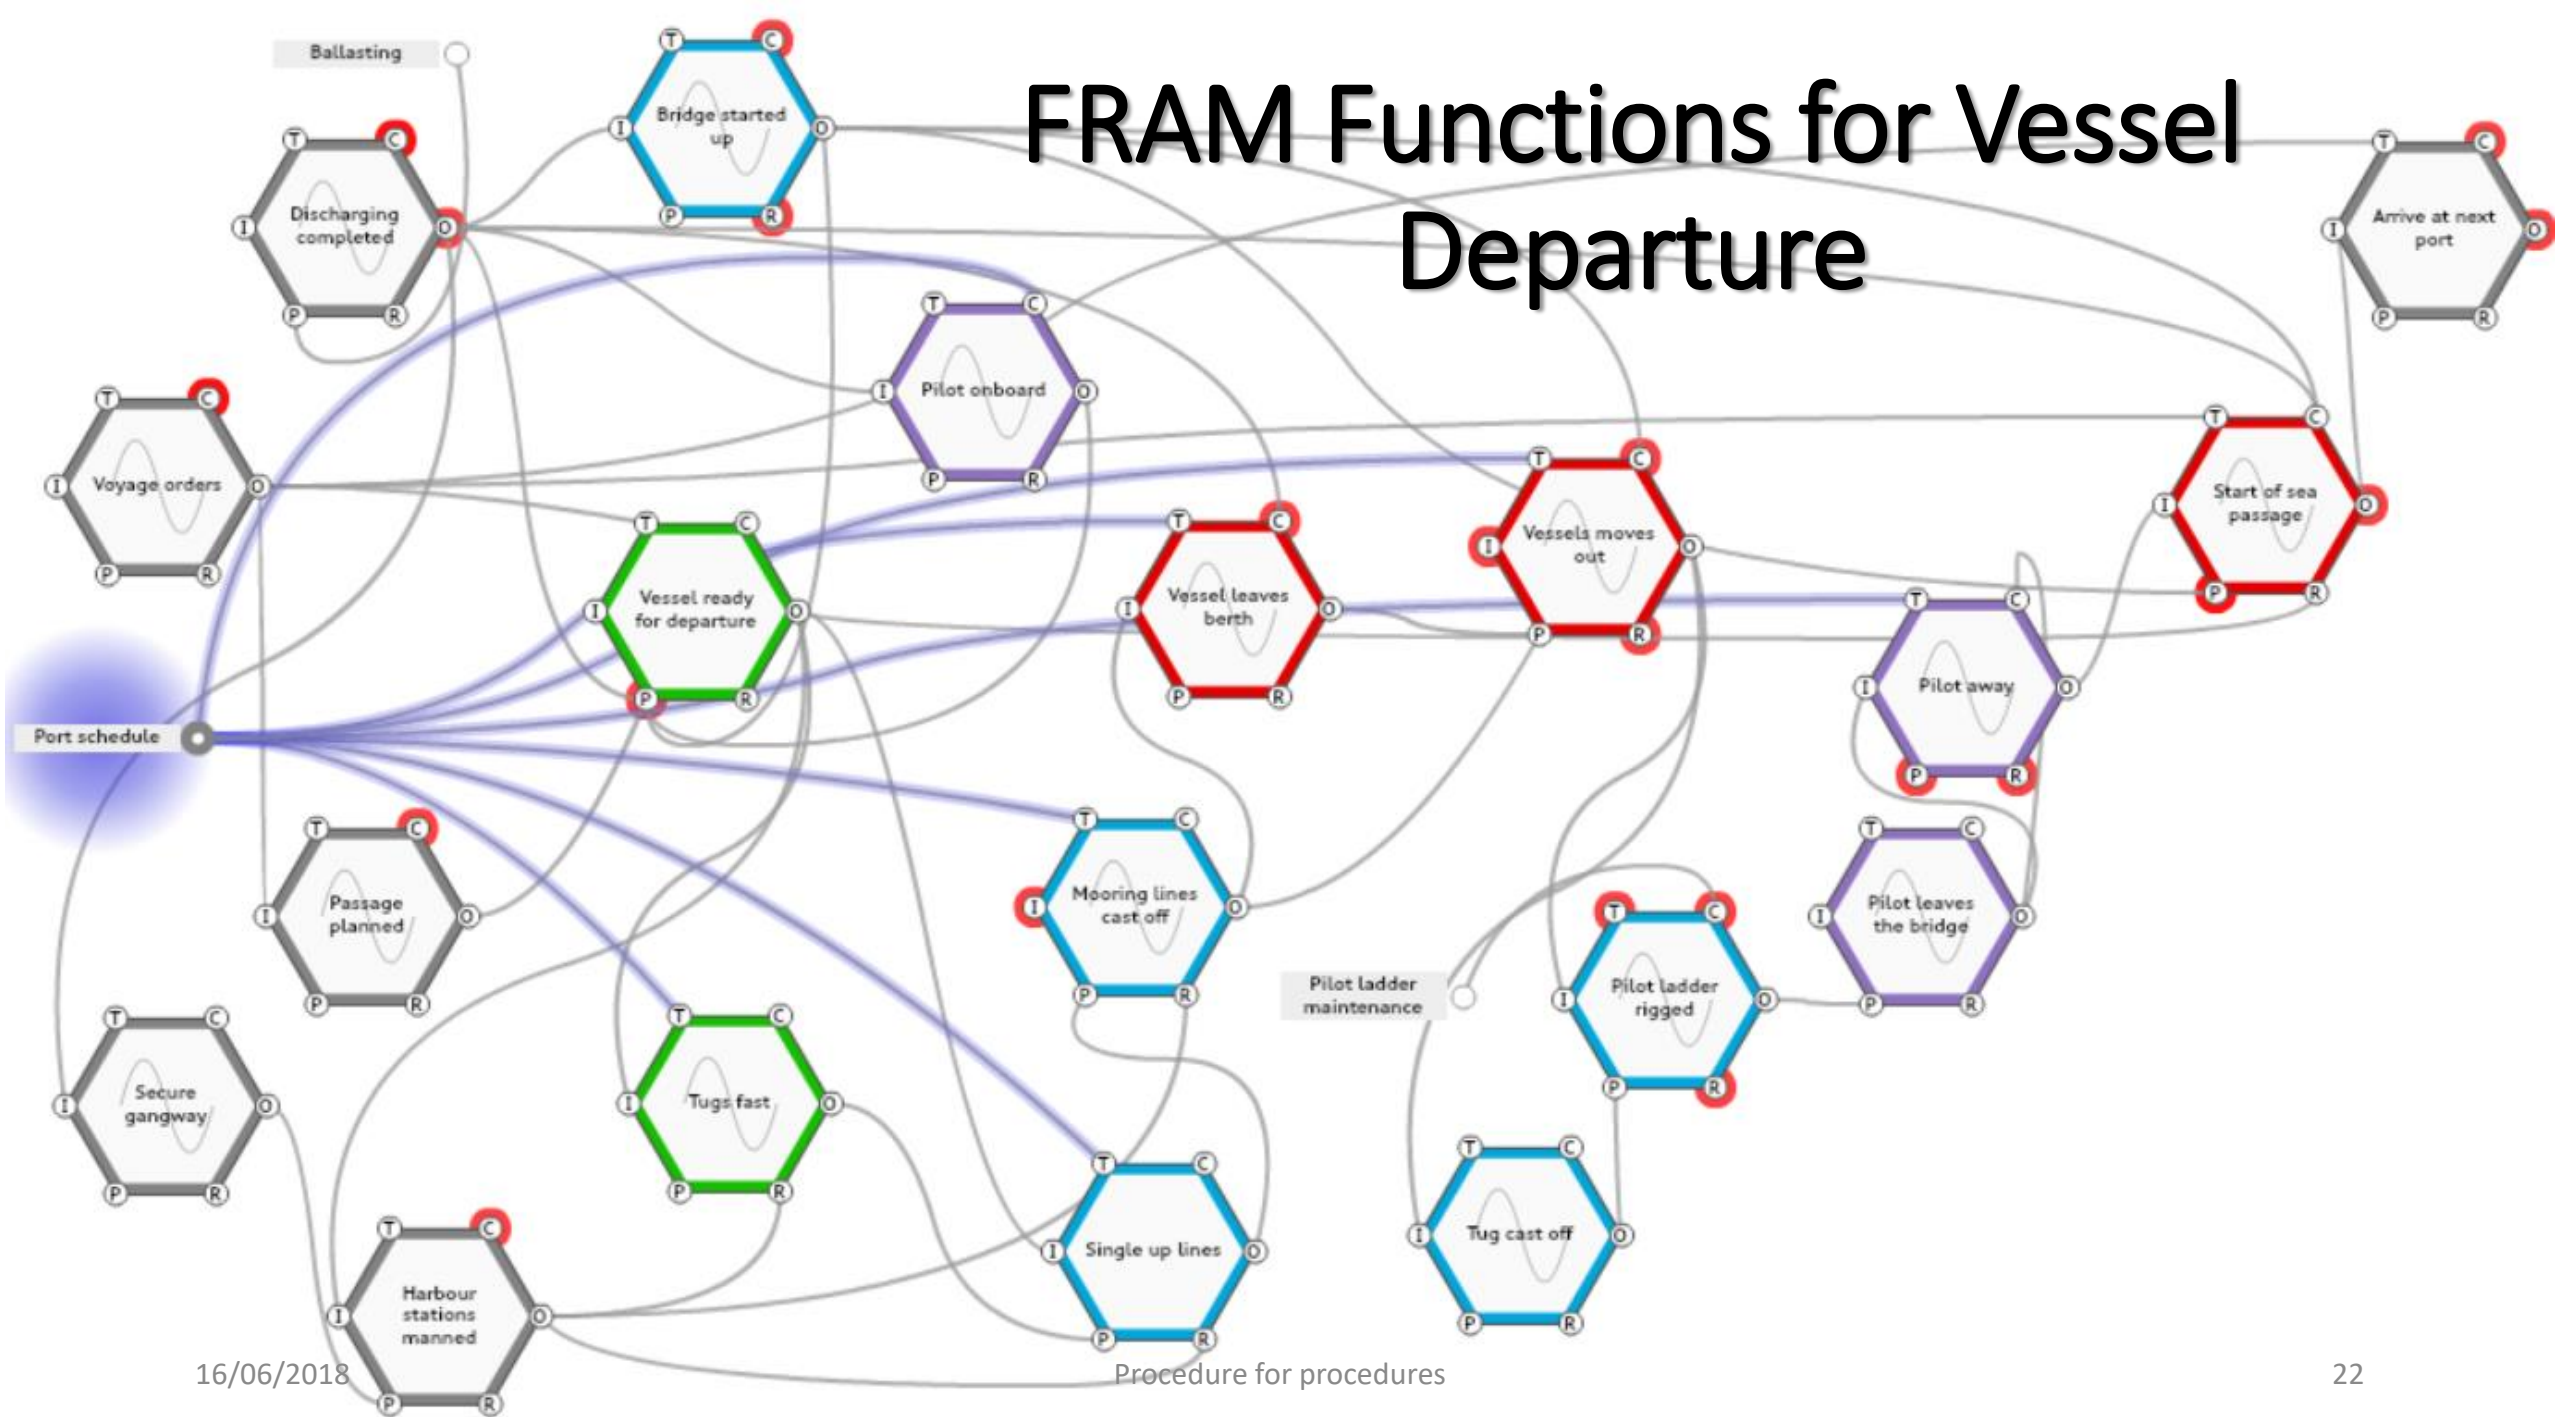 FRAM Functions for Vessel
Departure
Ballasting
T
C
Bridge started
up
I
O
P
R
T
C
Discharging
completed
I
O
P
R
T
C
Arrive at next
port
I
O
P
R
T
C
Pilot onboard
I
O
P
R
T
C
Voyage orders
I
O
P
R
T
C
Vessel ready
for departure
I
O
P
R
T
C
Vessel leaves
berth
I
O
P
R
T
C
Vessels moves
out
I
O
P
R
T
C
Start of sea
passage
I
O
P
R
T
C
Pilot away
I
O
P
R
Port schedule
T
C
Passage
planned
I
O
P
R
T
C
Mooring lines
cast off
I
O
P
R
T
C
Pilot leaves
the bridge
I
O
P
R
Pilot ladder
maintenance
T
C
Pilot ladder
rigged
I
O
P
R
T
C
Secure
gangway
I
O
P
R
T
C
Tugs fast
I
O
P
R
T
C
Single up lines
I
O
P
R
T
C
Tug cast off
I
O
P
R
T
C
Harbour
stations
manned
I
O
P
R
16/06/2018
Procedure for procedures
22